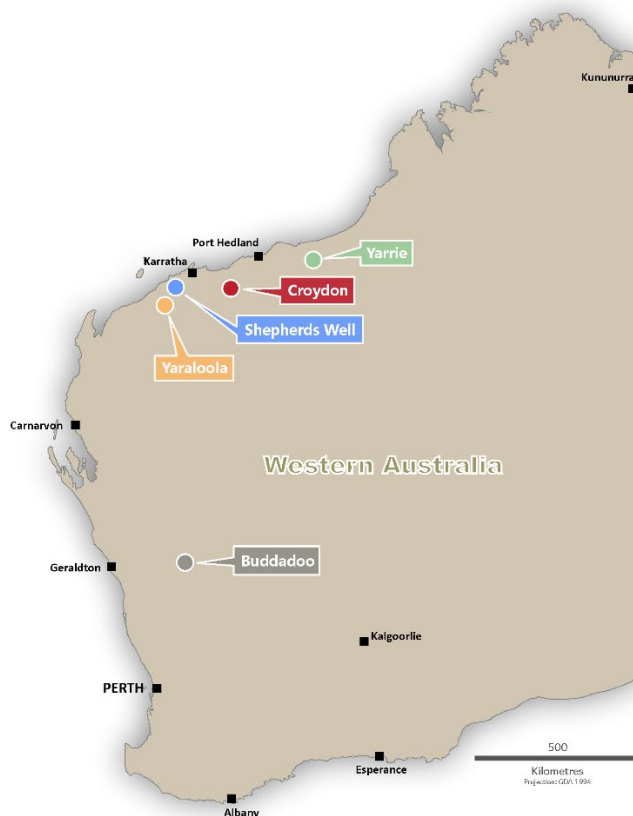 Kununurra
Port Hedland
Yarrie
Karratha
Croydon
Shepherds Well
Yaraloola
Carnarvon
Western Australia
Buddadoo
Geraldton
Kalgoorlie
PERTH
500
Esperance
Kilometres
Projection: GDA 1994
Albany